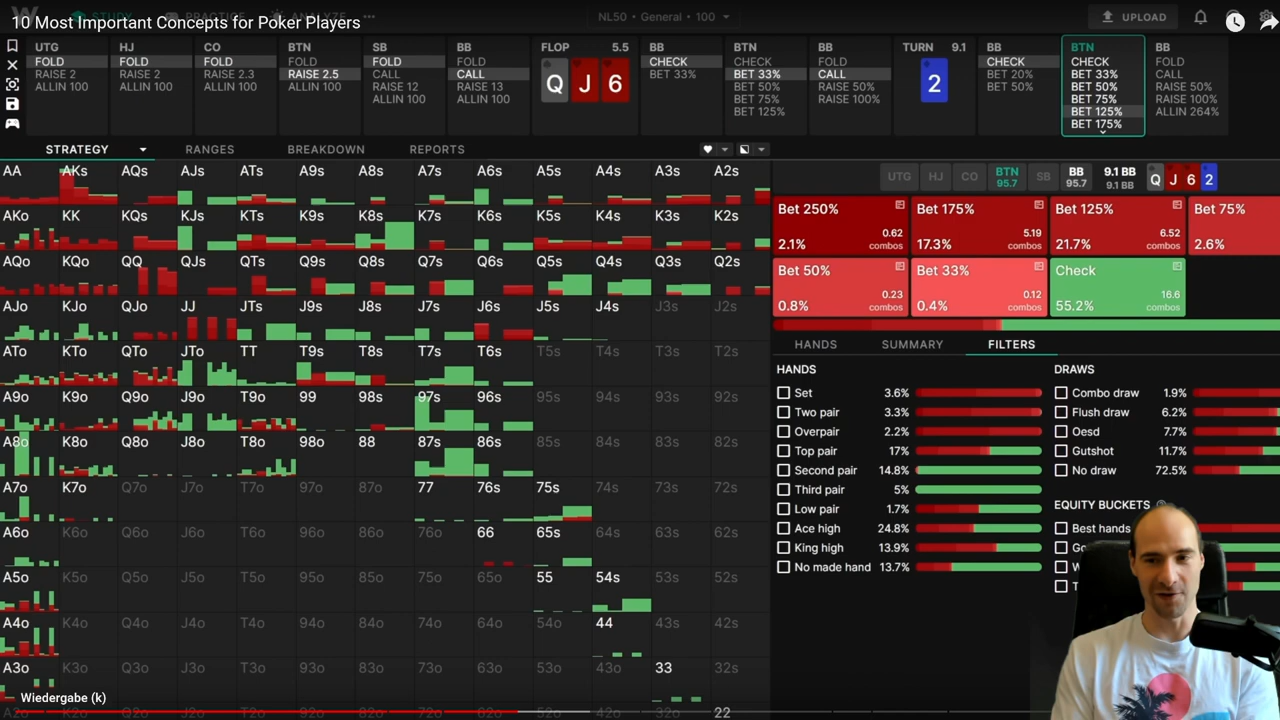 10 Most Important Concepts for Poker Players
STUDY PRACTICE ANALYZE ...
NL50 • General • 100
UPLOAD
UTG
FOLD
RAISE 2
ALLIN 100
HJ
FOLD
RAISE 2
ALLIN 100
CO
FOLD
RAISE 2.3
ALLIN 100
BTN
FOLD
RAISE 2.5
ALLIN 100
SB
FOLD
CALL
RAISE 12
ALLIN 100
BB
FOLD
CALL
RAISE 13
ALLIN 100
FLOP 5.5
Q J 6
BB
CHECK
BET 33%
BTN
CHECK
BET 33%
BET 50%
BET 75%
BET 125%
BB
FOLD
CALL
RAISE 50%
RAISE 100%
TURN 9.1
2
BB
CHECK
BET 20%
BET 50%
BTN
CHECK
BET 33%
BET 50%
BET 75%
BET 125%
BET 175%
BB
FOLD
CALL
RAISE 50%
RAISE 100%
ALLIN 264%
STRATEGY RANGES BREAKDOWN REPORTS
AA AKs AQs AJs ATs A9s A8s A7s A6s A5s A4s A3s A2s
AKo KK KQs KJs KTs K9s K8s K7s K6s K5s K4s K3s K2s
AQo KQo QQ QJs QTs Q9s Q8s Q7s Q6s Q5s Q4s Q3s Q2s
AJo KJo QJo JJ JTs J9s J8s J7s J6s J5s J4s J3s J2s
ATo KTo QTo JTo TT T9s T8s T7s T6s T5s T4s T3s T2s
A9o K9o Q9o J9o T9o 99 98s 97s 96s 95s 94s 93s 92s
A8o K8o Q8o J8o T8o 98o 88 87s 86s 85s 84s 83s 82s
A7o K7o Q7o J7o T7o 97o 87o 77 76s 75s 74s 73s 72s
A6o K6o Q6o J6o T6o 96o 86o 76o 66 65s 64s 63s 62s
A5o K5o Q5o J5o T5o 95o 85o 75o 65o 55 54s 53s 52s
A4o K4o Q4o J4o T4o 94o 84o 74o 64o 54o 44 43s 42s
A3o K3o Q3o J3o T3o 93o 83o 73o 63o 53o 43o 33 32s
Wiedergabe (k)
A2o K2o Q2o J2o T2o 92o 82o 72o 62o 52o 42o 32o 22
UTG HJ CO BTN 95.7 SB BB 95.7 9.1 BB 9.1 BB Q J 6 2
Bet 250%
2.1% 0.62 combos
Bet 175%
17.3% 5.19 combos
Bet 125%
21.7% 6.52 combos
Bet 75%
2.6%
Bet 50%
0.8% 0.23 combos
Bet 33%
0.4% 0.12 combos
Check
55.2% 16.6 combos
HANDS SUMMARY FILTERS
HANDS
Set 3.6%
Two pair 3.3%
Overpair 2.2%
Top pair 17%
Second pair 14.8%
Third pair 5%
Low pair 1.7%
Ace high 24.8%
King high 13.9%
No made hand 13.7%
DRAWS
Combo draw 1.9%
Flush draw 6.2%
Oesd 7.7%
Gutshot 11.7%
No draw 72.5%
EQUITY BUCKETS
Best hands